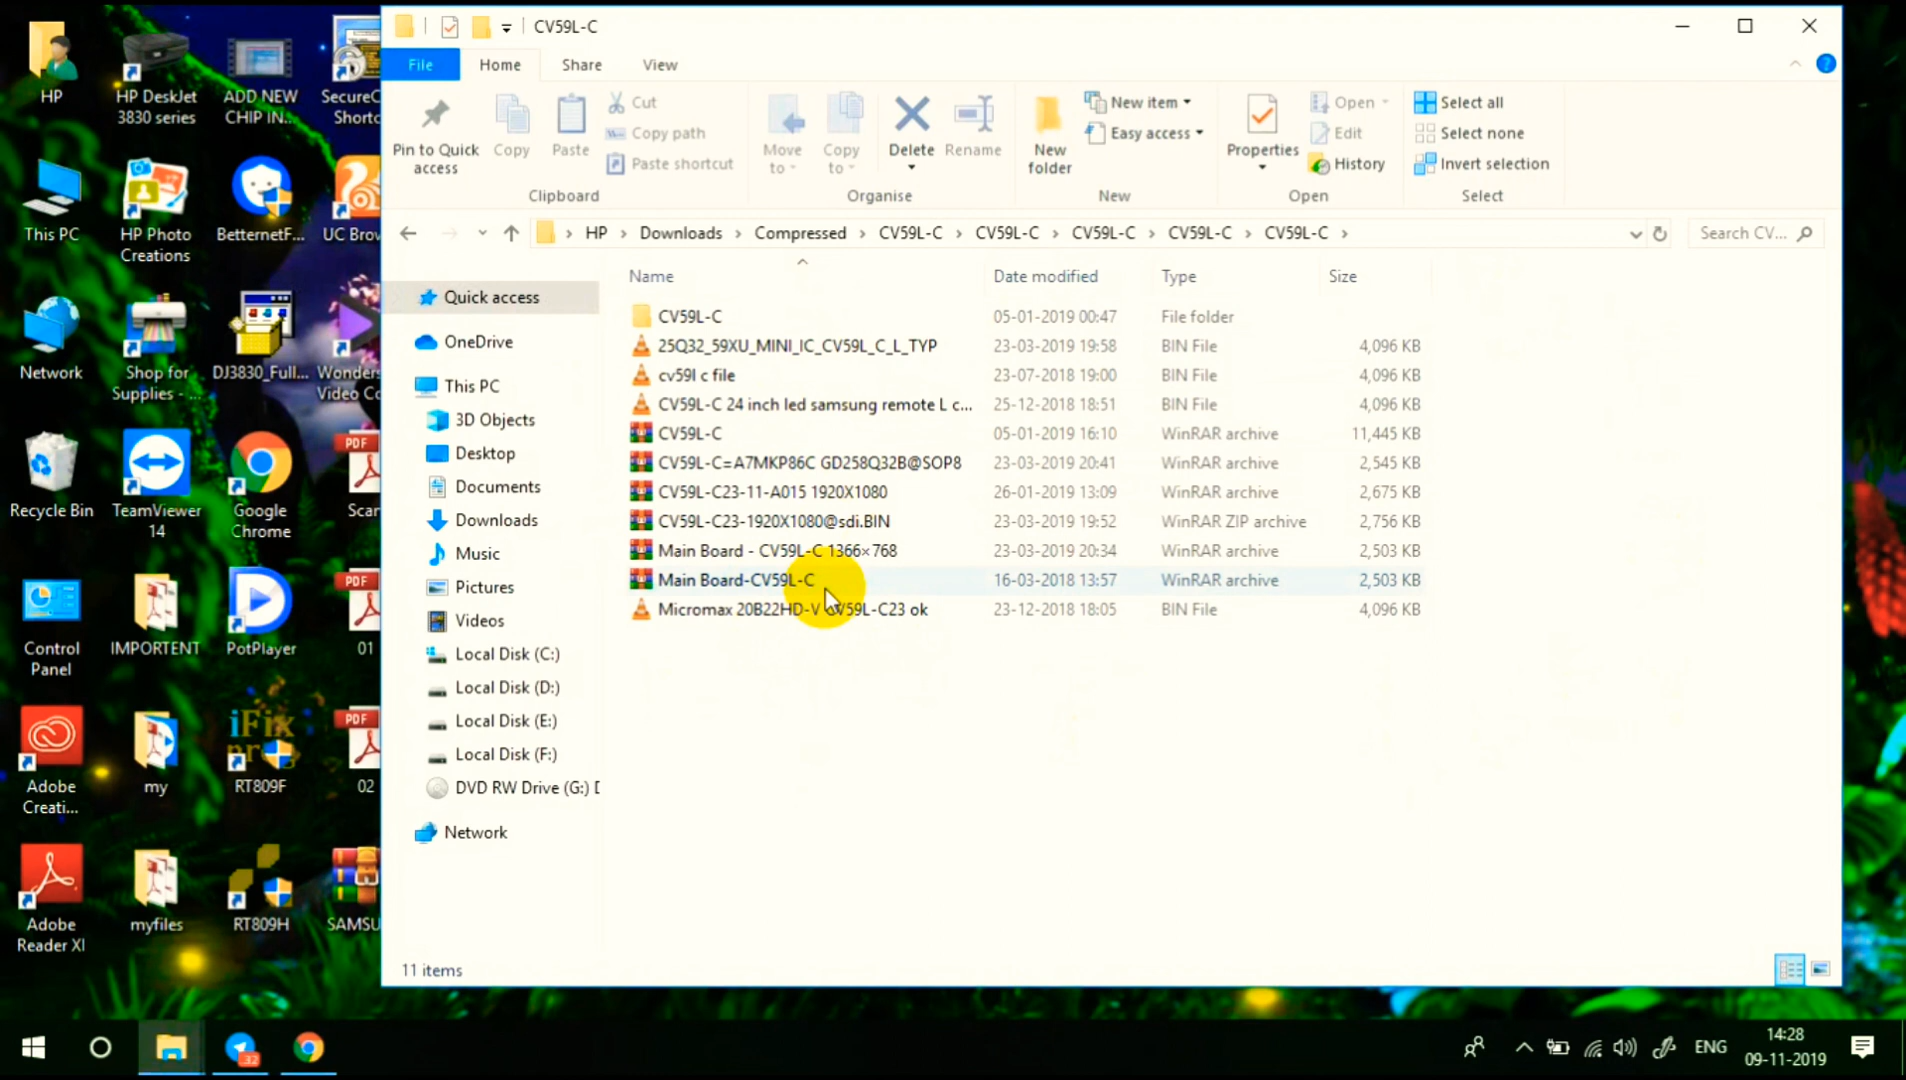 CV59L-C
File Home Share View
Pin to Quick access
Copy
Paste
Cut
Copy path
Paste shortcut
Clipboard
Move to
Copy to
Delete
Rename
Organise
New folder
New item
Easy access
New
Properties
Open
Edit
History
Open
Select all
Select none
Invert selection
Select
HP Downloads Compressed CV59L-C CV59L-C CV59L-C CV59L-C CV59L-C
Search CV...
Quick access
OneDrive
This PC
3D Objects
Desktop
Documents
Downloads
Music
Pictures
Videos
Local Disk (C:)
Local Disk (D:)
Local Disk (E:)
Local Disk (F:)
DVD RW Drive (G:)
Network
Name Date modified Type Size
CV59L-C 05-01-2019 00:47 File folder
25Q32_59XU_MINI_IC_CV59L_C_L_TYP 23-03-2019 19:58 BIN File 4,096 KB
cv59l c file 23-07-2018 19:00 BIN File 4,096 KB
CV59L-C 24 inch led samsung remote L c... 25-12-2018 18:51 BIN File 4,096 KB
CV59L-C 05-01-2019 16:10 WinRAR archive 11,445 KB
CV59L-C=A7MKP86C GD258Q32B@SOP8 23-03-2019 20:41 WinRAR archive 2,545 KB
CV59L-C23-11-A015 1920X1080 26-01-2019 13:09 WinRAR archive 2,675 KB
CV59L-C23-1920X1080@sdi.BIN 23-03-2019 19:52 WinRAR ZIP archive 2,756 KB
Main Board - CV59L-C 1366×768 23-03-2019 20:34 WinRAR archive 2,503 KB
Main Board-CV59L-C 16-03-2018 13:57 WinRAR archive 2,503 KB
Micromax 20B22HD-V CV59L-C23 ok 23-12-2018 18:05 BIN File 4,096 KB
11 items
HP
HP DeskJet 3830 series
ADD NEW CHIP IN...
SecureC
Shortc
This PC
HP Photo Creations
BetternetF...
UC Brow
Network
Shop for Supplies - ...
DJ3830_Full...
Wonders
Video Co
Recycle Bin
TeamViewer 14
Google Chrome
PDF
Scan
Control Panel
IMPORTENT
PotPlayer
PDF
01
Adobe Creati...
my
iFix
RT809F
PDF
02
Adobe Reader XI
myfiles
RT809H
SAMSU
32
ENG
14:28
09-11-2019